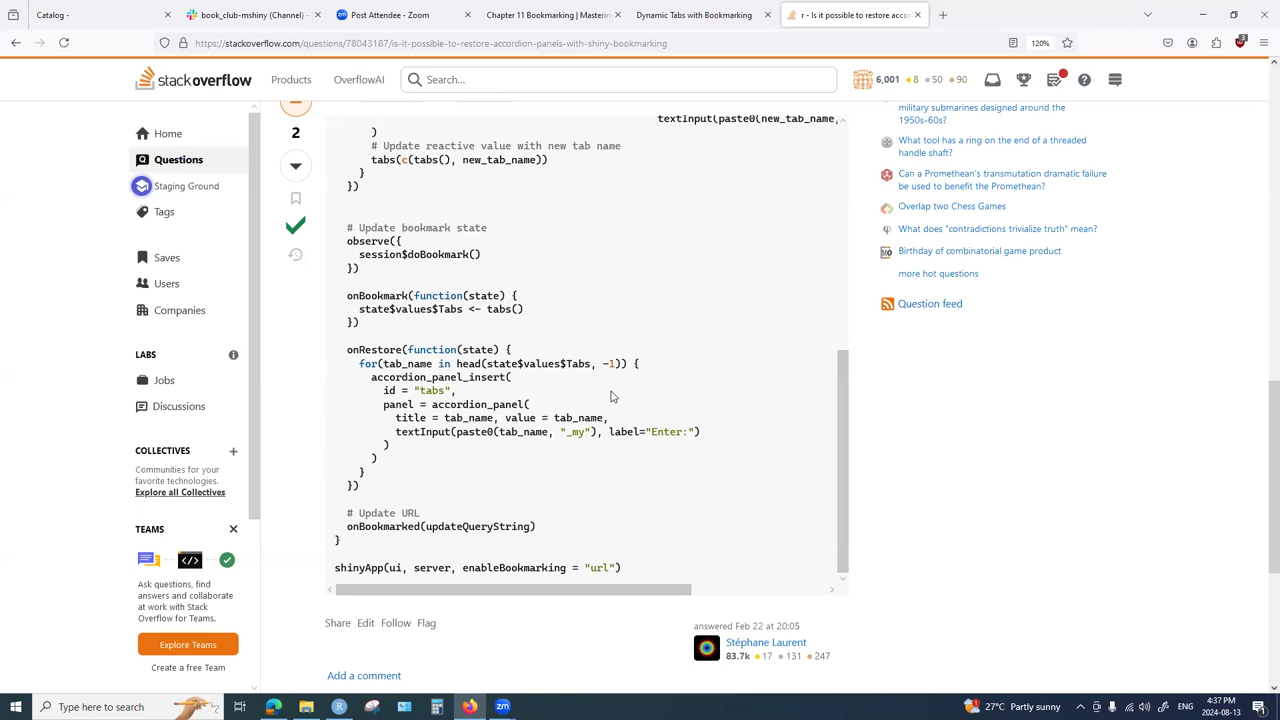 Catalog
book_club-mshiny (Channel) -
Post Attendee - Zoom
Chapter 11 Bookmarking | Mastering
Dynamic Tabs with Bookmarking
r - Is it possible to restore acco
https://stackoverflow.com/questions/78043187/is-it-possible-to-restore-accordion-panels-with-shiny-bookmarking
120%
3
stackoverflow
Products
OverflowAI
Search...
6,001 8 50 90
Home
Questions
Staging Ground
Tags
Saves
Users
Companies
LABS
Jobs
Discussions
COLLECTIVES
Communities for your
favorite technologies.
Explore all Collectives
TEAMS
Ask questions, find
answers and collaborate
at work with Stack
Overflow for Teams.
Explore Teams
Create a free Team
2
textInput(paste0(new_tab_name,
)
# Update reactive value with new tab name
tabs(c(tabs(), new_tab_name))
}
})
# Update bookmark state
observe({
session$doBookmark()
})
onBookmark(function(state) {
state$values$Tabs <- tabs()
})
onRestore(function(state) {
for(tab_name in head(state$values$Tabs, -1)) {
accordion_panel_insert(
id = "tabs",
panel = accordion_panel(
title = tab_name, value = tab_name,
textInput(paste0(tab_name, "_my"), label="Enter:")
)
)
}
})
# Update URL
onBookmarked(updateQueryString)
}
shinyApp(ui, server, enableBookmarking = "url")
Share Edit Follow Flag
answered Feb 22 at 20:05
Stéphane Laurent
83.7k 17 131 247
Add a comment
military submarines designed around the
1950s-60s?
What tool has a ring on the end of a threaded
handle shaft?
Can a Promethean's transmutation dramatic failure
be used to benefit the Promethean?
Overlap two Chess Games
What does "contradictions trivialize truth" mean?
Birthday of combinatorial game product
more hot questions
Question feed
Type here to search
27°C Partly sunny
ENG
4:37 PM
2024-08-13